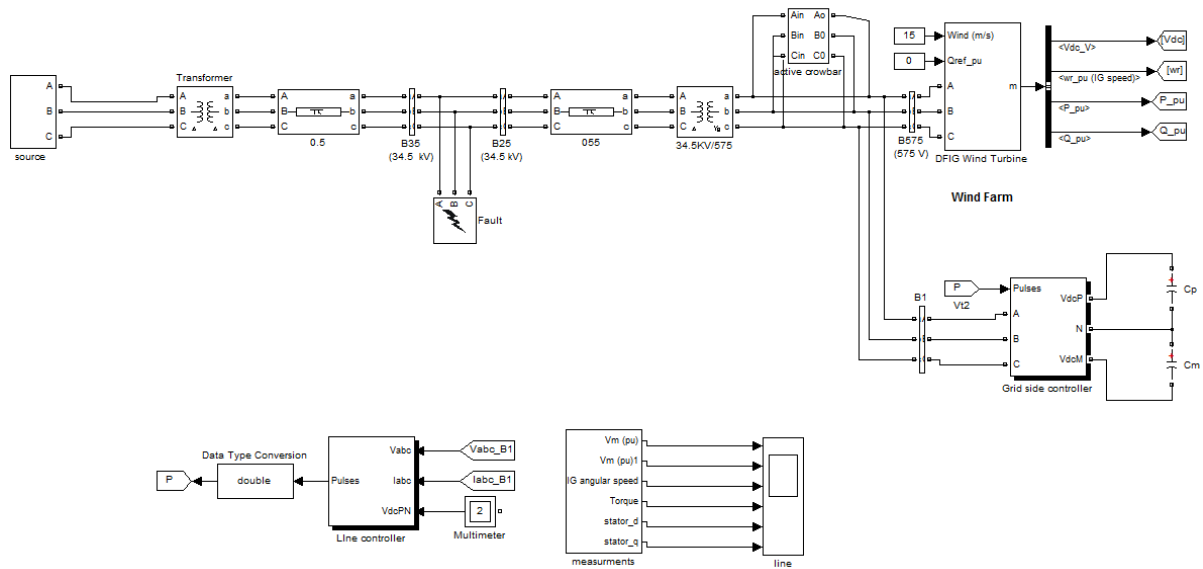 Ain Ao
Bin B0
Cin C0
active crowbar
15
0
Wind (m/s)
Qref_pu
A
B
C
m
DFIG Wind Turbine
<Vdc_V>
[Vdc]
<wr_pu (IG speed)>
[wr]
<P_pu>
P_pu
<Q_pu>
Q_pu
A
B
C
source
Transformer
A a
B b
C c
A a
B b
C c
0.5
B35
(34.5 kV)
B25
(34.5 kV)
A a
B b
C c
055
A a
B b
C c
34.5KV/575
B575
(575 V)
A B C
Fault
Wind Farm
P
Vt2
B1
Pulses
A
B
C
VdcP
N
VdcM
Grid side controller
Cp
Cm
P
Data Type Conversion
double
Pulses
Vabc
Iabc
VdcPN
LIne controller
Vabc_B1
Iabc_B1
2
Multimeter
Vm (pu)
Vm (pu)1
IG angular speed
Torque
stator_d
stator_q
measurments
line